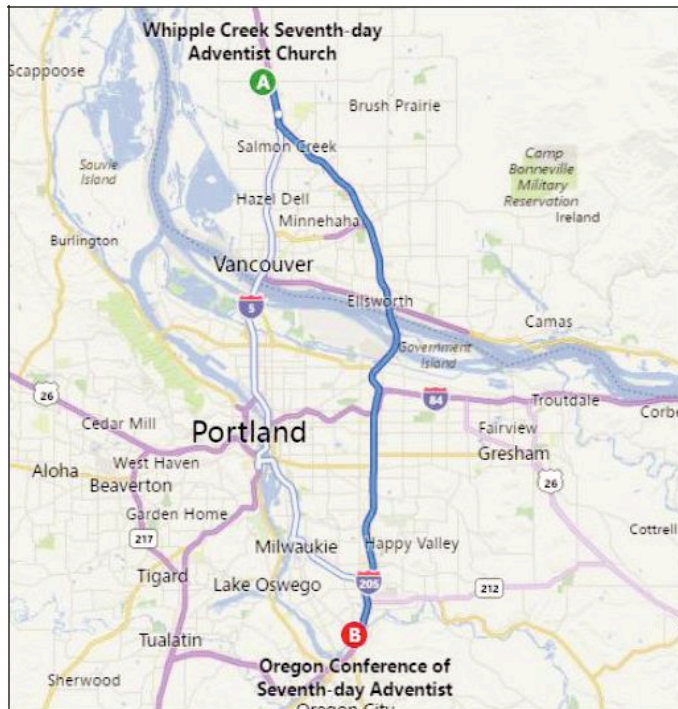 Whipple Creek Seventh-day
Adventist Church
Scappoose
A
Brush Prairie
Salmon Creek
Sauvie
Island
Camp
Bonneville
Military
Reservation
Hazel Dell
Minnehaha
Ireland
Burlington
Vancouver
Ellsworth
5
Camas
Government
Island
26
84
Troutdale
Corbe
Cedar Mill
Portland
Fairview
Gresham
West Haven
Aloha
Beaverton
26
Garden Home
217
Cottrell
Milwaukie
Happy Valley
Tigard
Lake Oswego
205
212
B
Tualatin
Oregon Conference of
Seventh-day Adventist
Sherwood
Oregon City